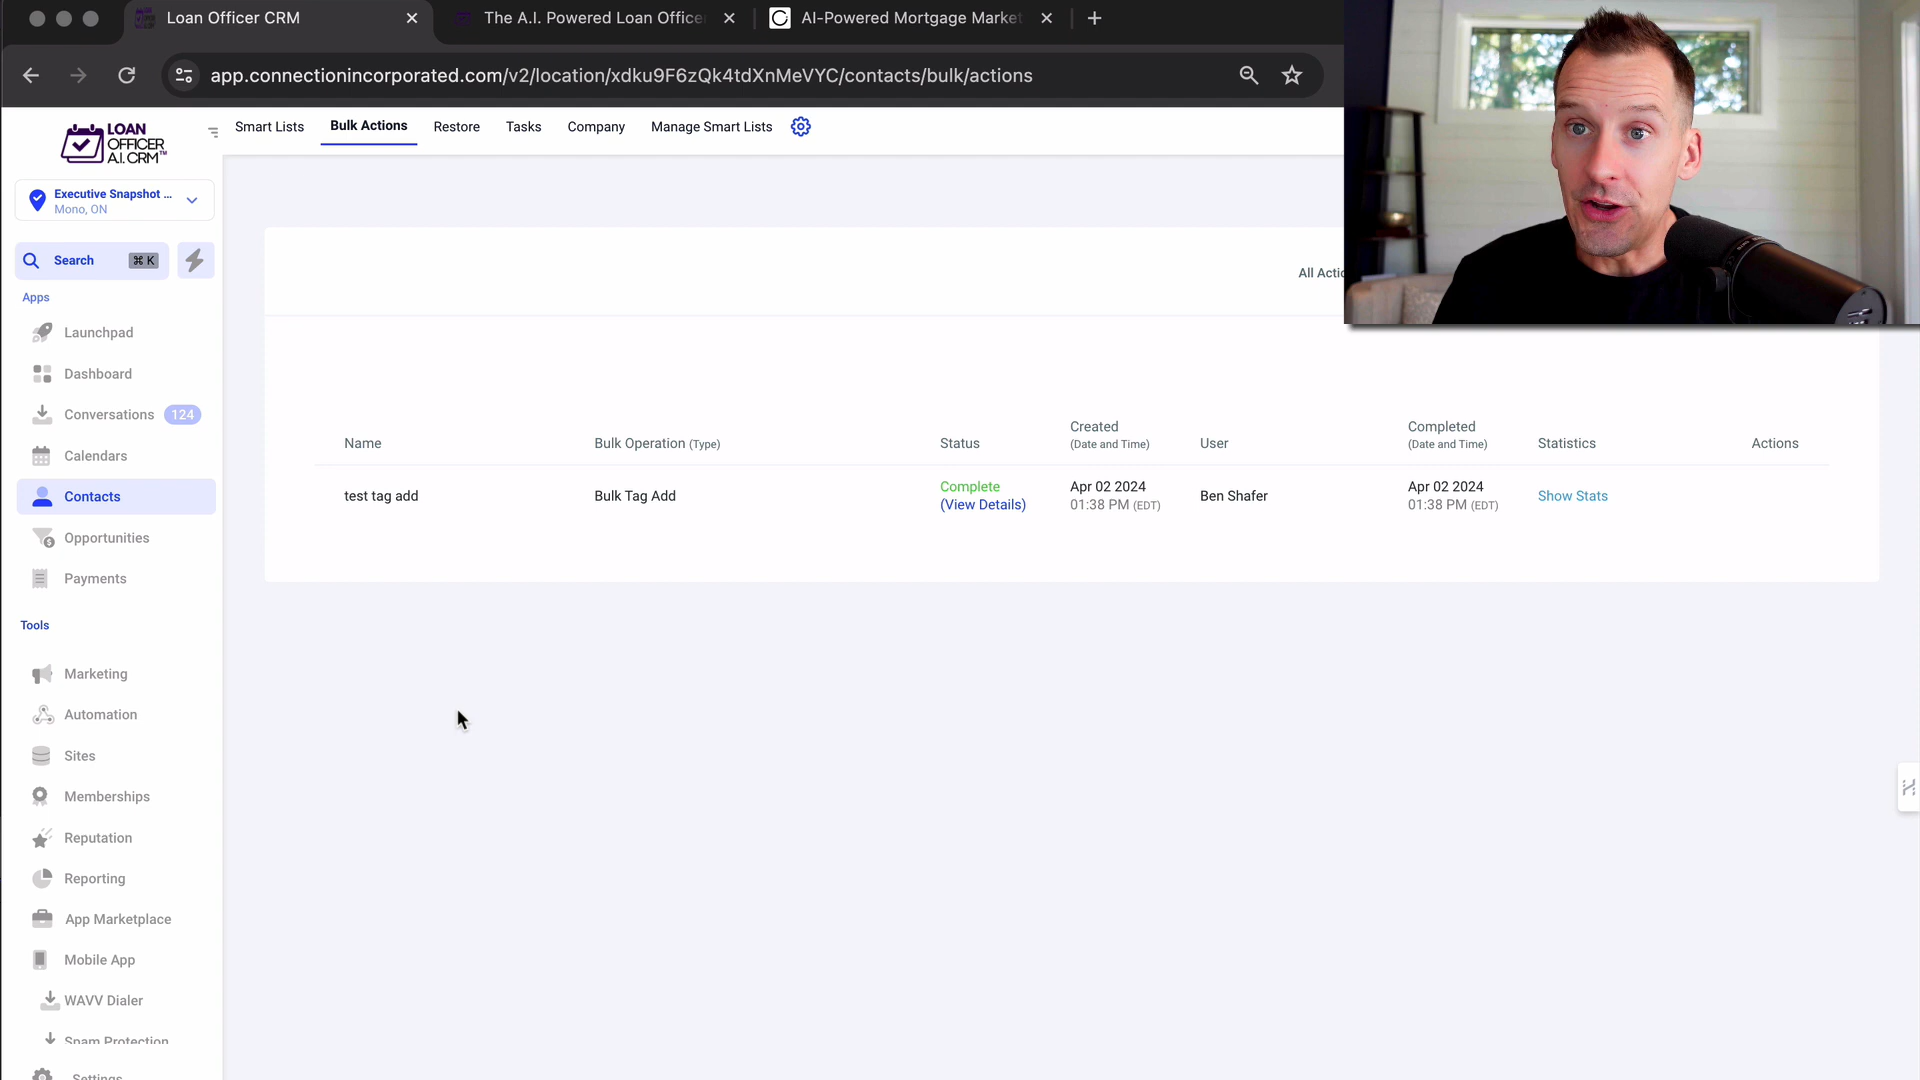 Loan Officer CRM
The A.I. Powered Loan Office
AI-Powered Mortgage Market
app.connectionincorporated.com/v2/location/xdku9F6zQk4tdXnMeVYC/contacts/bulk/actions
LOAN
OFFICER
A.I. CRM™
Smart Lists
Bulk Actions
Restore
Tasks
Company
Manage Smart Lists
Executive Snapshot ...
Mono, ON
Search
⌘ K
Apps
Launchpad
Dashboard
Conversations 124
Calendars
Contacts
Opportunities
Payments
Tools
Marketing
Automation
Sites
Memberships
Reputation
Reporting
App Marketplace
Mobile App
WAVV Dialer
Spam Protection
Settings
All Actio
Name
Bulk Operation (Type)
Status
Created
(Date and Time)
User
Completed
(Date and Time)
Statistics
Actions
test tag add
Bulk Tag Add
Complete
(View Details)
Apr 02 2024
01:38 PM (EDT)
Ben Shafer
Apr 02 2024
01:38 PM (EDT)
Show Stats